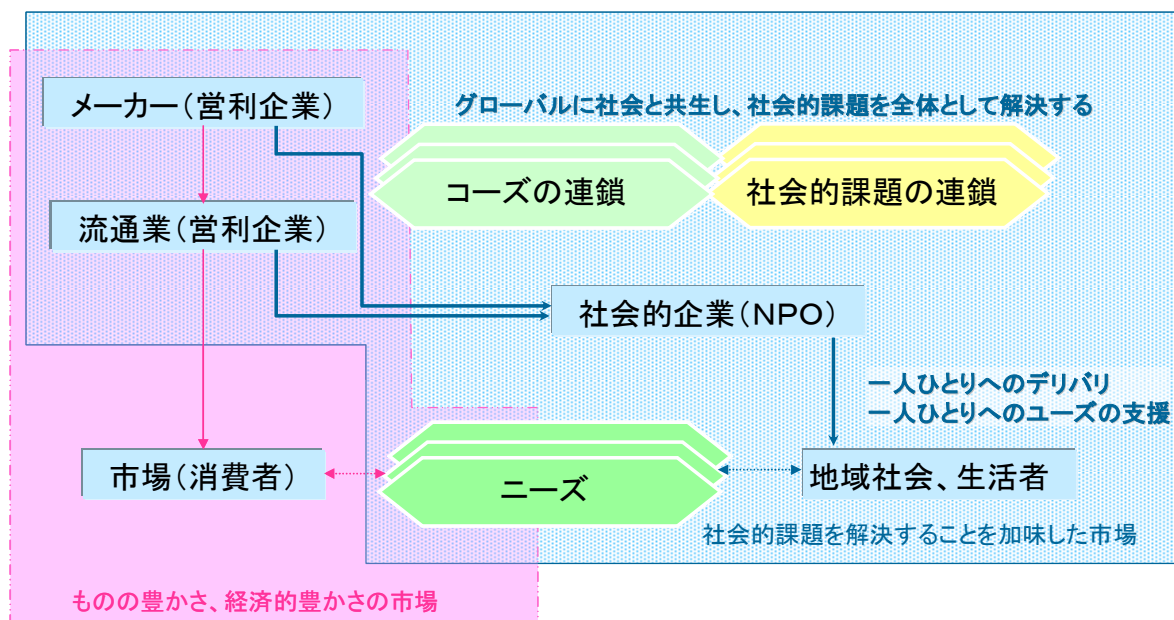 メーカー(営利企業)
グローバルに社会と共生し、社会的課題を全体として解決する
コーズの連鎖
社会的課題の連鎖
流通業(営利企業)
社会的企業(NPO)
一人ひとりへのデリバリ
一人ひとりへのユーズの支援
市場(消費者)
ニーズ
地域社会、生活者
社会的課題を解決することを加味した市場
ものの豊かさ、経済的豊かさの市場